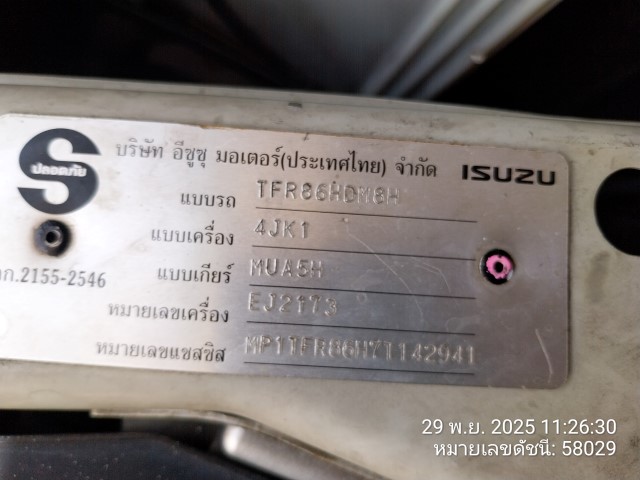 ปลอดภัย
บริษัท อีซูซุ มอเตอร์(ประเทศไทย) จำกัด ISUZU
แบบรถ TFR86HDM8H
แบบเครื่อง 4JK1
แบบเกียร์ MUA5H
อก.2155-2546
หมายเลขเครื่อง EJ2173
หมายเลขแชสซิส MP1TFR86H7T142941
29 พ.ย. 2025 11:26:30
หมายเลขดัชนี: 58029